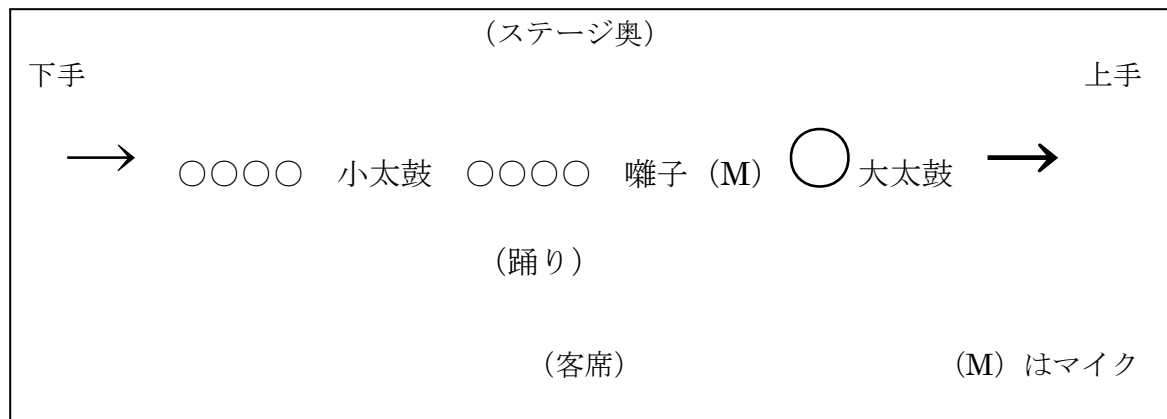 （ステージ奥）
下手 上手
→ ○○○○ 小太鼓 ○○○○ 囃子（M） ○大太鼓 →
（踊り）
（客席） （M）はマイク